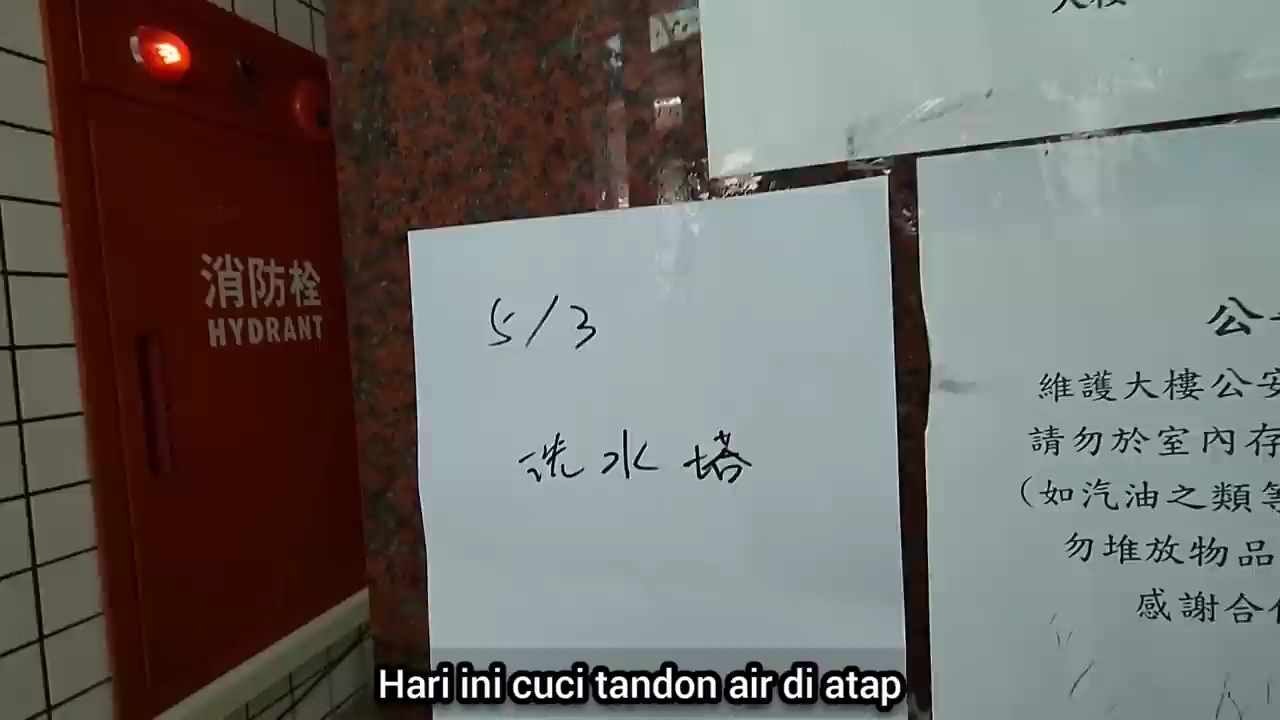 消防栓
HYDRANT
5/3
洗水塔
維護大樓公安
請勿於室內存
(如汽油之類等
勿堆放物品
感謝合作
Hari ini cuci tandon air di atap